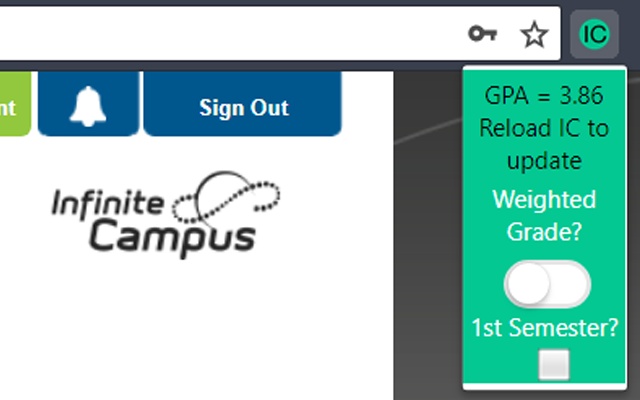 IC
nt
Sign Out
GPA = 3.86
Reload IC to
update
Weighted
Grade?
1st Semester?
Infinite
Campus